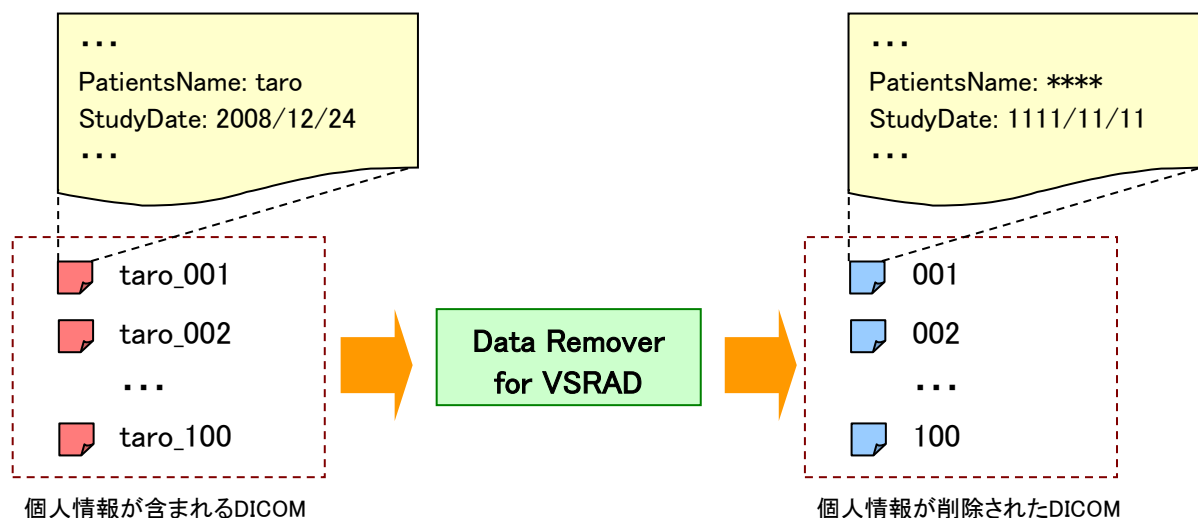 ・・・
PatientsName: taro
StudyDate: 2008/12/24
・・・
taro_001
taro_002
・・・
taro_100
個人情報が含まれるDICOM
Data Remover
for VSRAD
・・・
PatientsName: ****
StudyDate: 1111/11/11
・・・
001
002
・・・
100
個人情報が削除されたDICOM